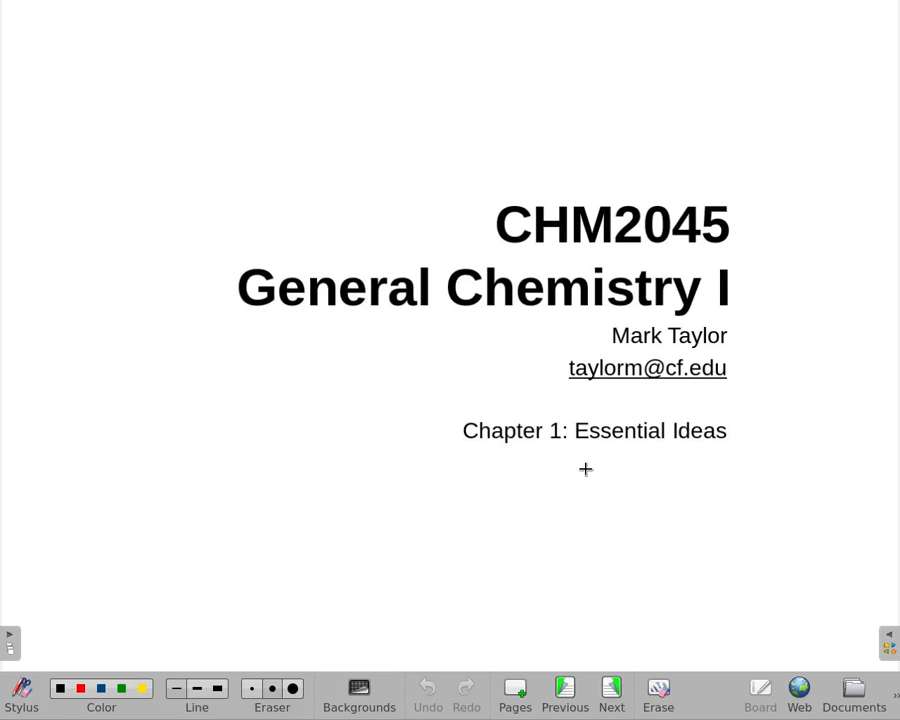 CHM2045
General Chemistry I
Mark Taylor
taylorm@cf.edu
Chapter 1: Essential Ideas
Stylus Color Line Eraser Backgrounds Undo Redo Pages Previous Next Erase Board Web Documents